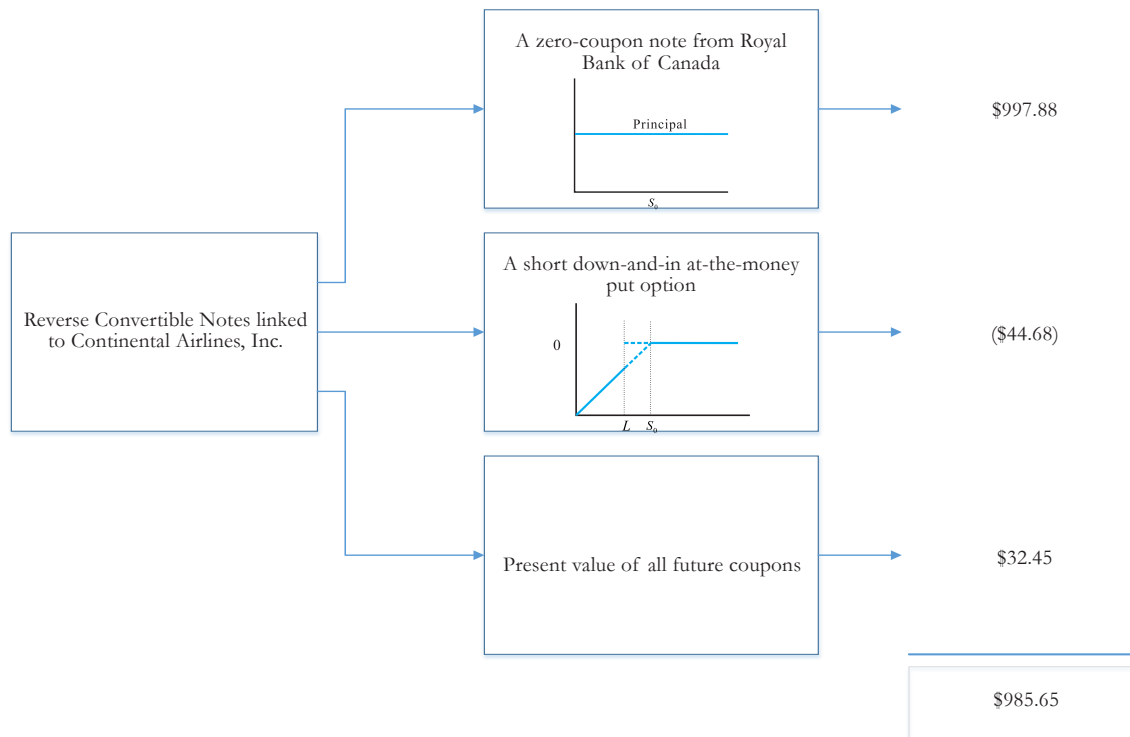 A zero-coupon note from Royal
Bank of Canada
Principal
S₀
$997.88
Reverse Convertible Notes linked
to Continental Airlines, Inc.
A short down-and-in at-the-money
put option
0
L S₀
($44.68)
Present value of all future coupons
$32.45
$985.65